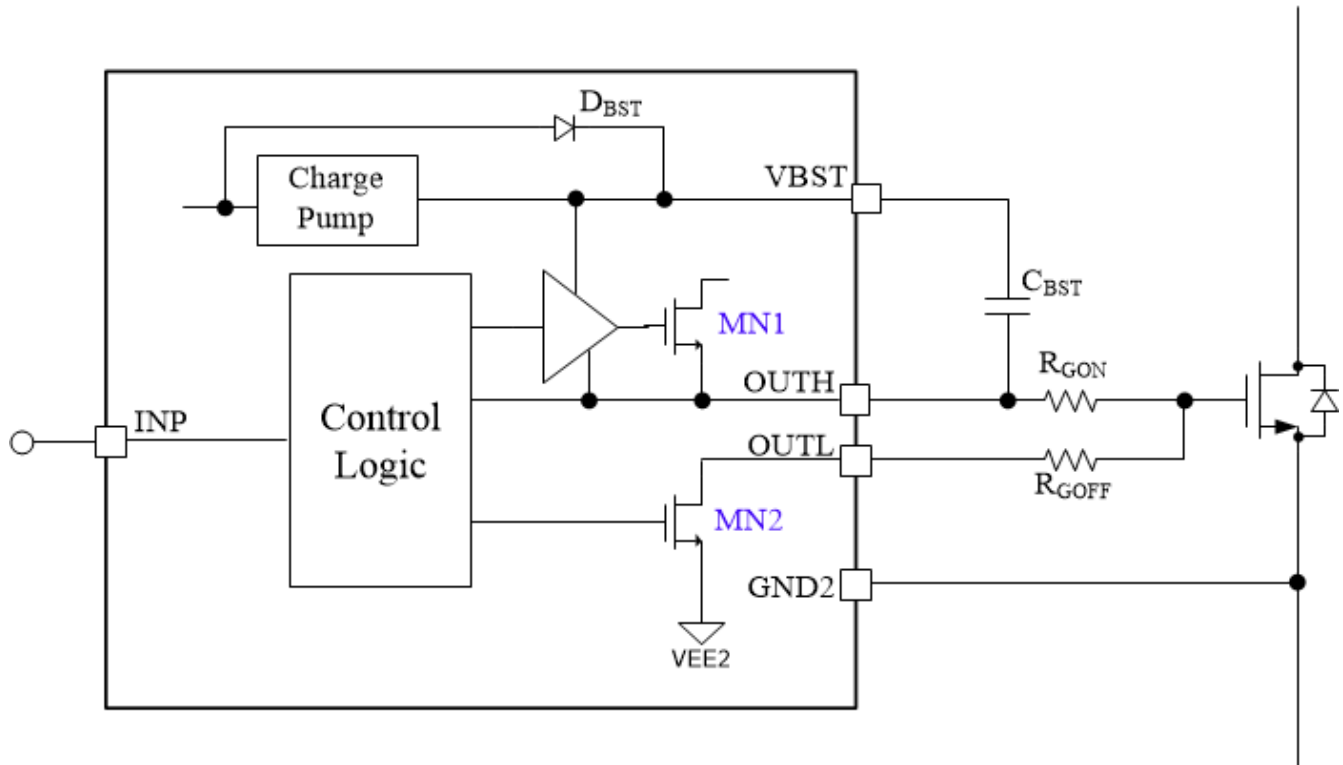 DBST
Charge
Pump
VBST
CBST
MN1
RGON
OUTH
INP
Control
Logic
OUTL
RGOFF
MN2
GND2
VEE2